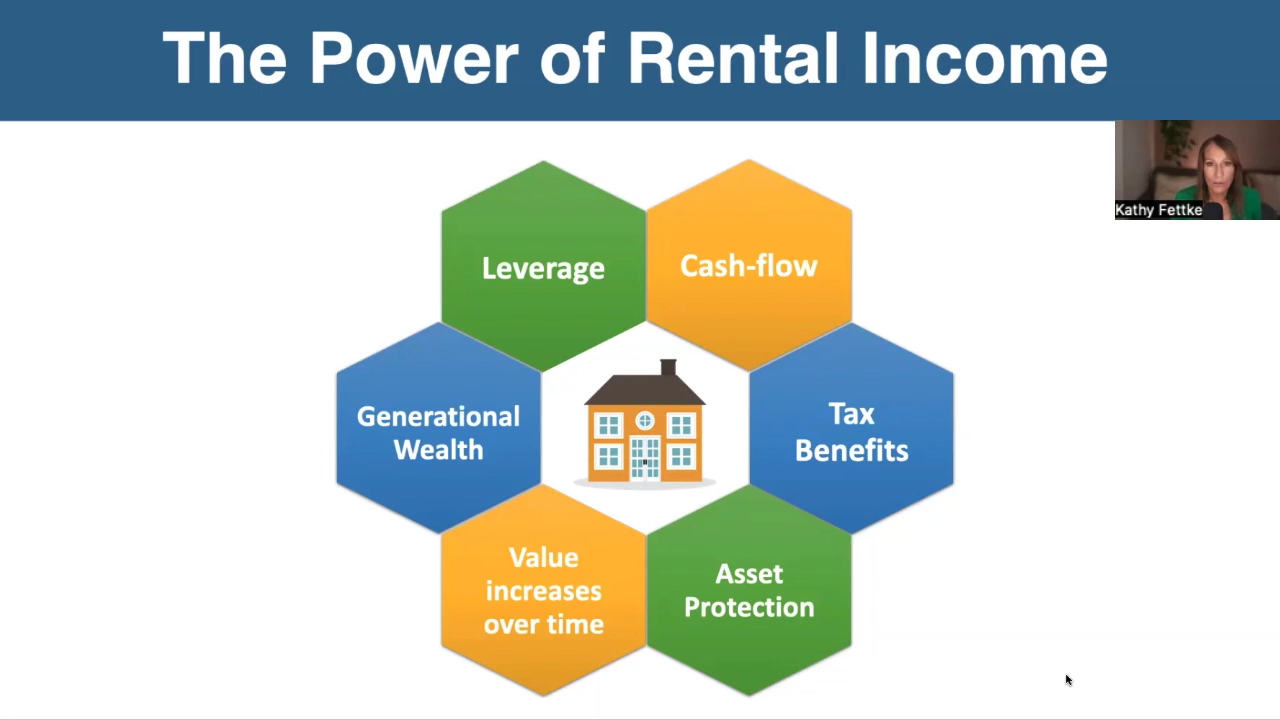 The Power of Rental Income
Kathy Fettke
Leverage
Cash-flow
Generational
Wealth
Tax
Benefits
Value
increases
over time
Asset
Protection